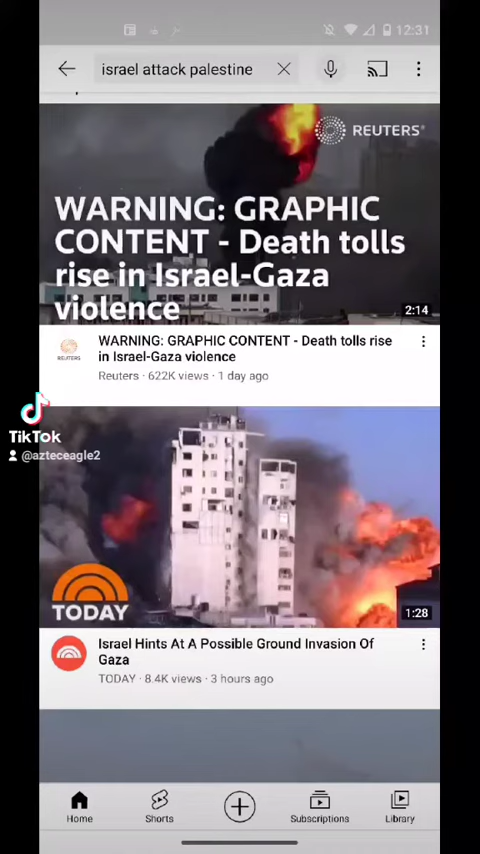 12:31
israel attack palestine
REUTERS®
WARNING: GRAPHIC
CONTENT - Death tolls
rise in Israel-Gaza
violence
2:14
WARNING: GRAPHIC CONTENT - Death tolls rise
in Israel-Gaza violence
REUTERS
Reuters · 622K views · 1 day ago
TikTok
@azteceagle2
TODAY
1:28
Israel Hints At A Possible Ground Invasion Of
Gaza
TODAY · 8.4K views · 3 hours ago
Home
Shorts
Subscriptions
Library